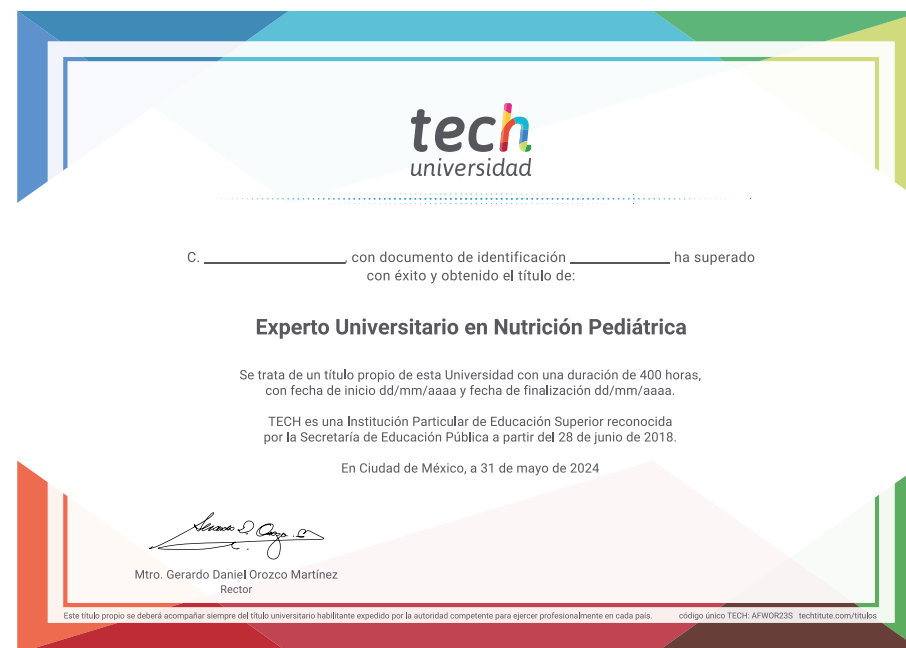 tech
universidad
C. ____________, con documento de identificación ____________ ha superado
con éxito y obtenido el título de:
Experto Universitario en Nutrición Pediátrica
Se trata de un título propio de esta Universidad con una duración de 400 horas,
con fecha de inicio dd/mm/aaaa y fecha de finalización dd/mm/aaaa.
TECH es una Institución Particular de Educación Superior reconocida
por la Secretaría de Educación Pública a partir del 28 de junio de 2018.
En Ciudad de México, a 31 de mayo de 2024
Mtro. Gerardo Daniel Orozco Martínez
Rector
Este título propio se deberá acompañar siempre del título universitario habilitante expedido por la autoridad competente para ejercer profesionalmente en cada país. código único TECH: AFWOR23S techtitute.com/titulos